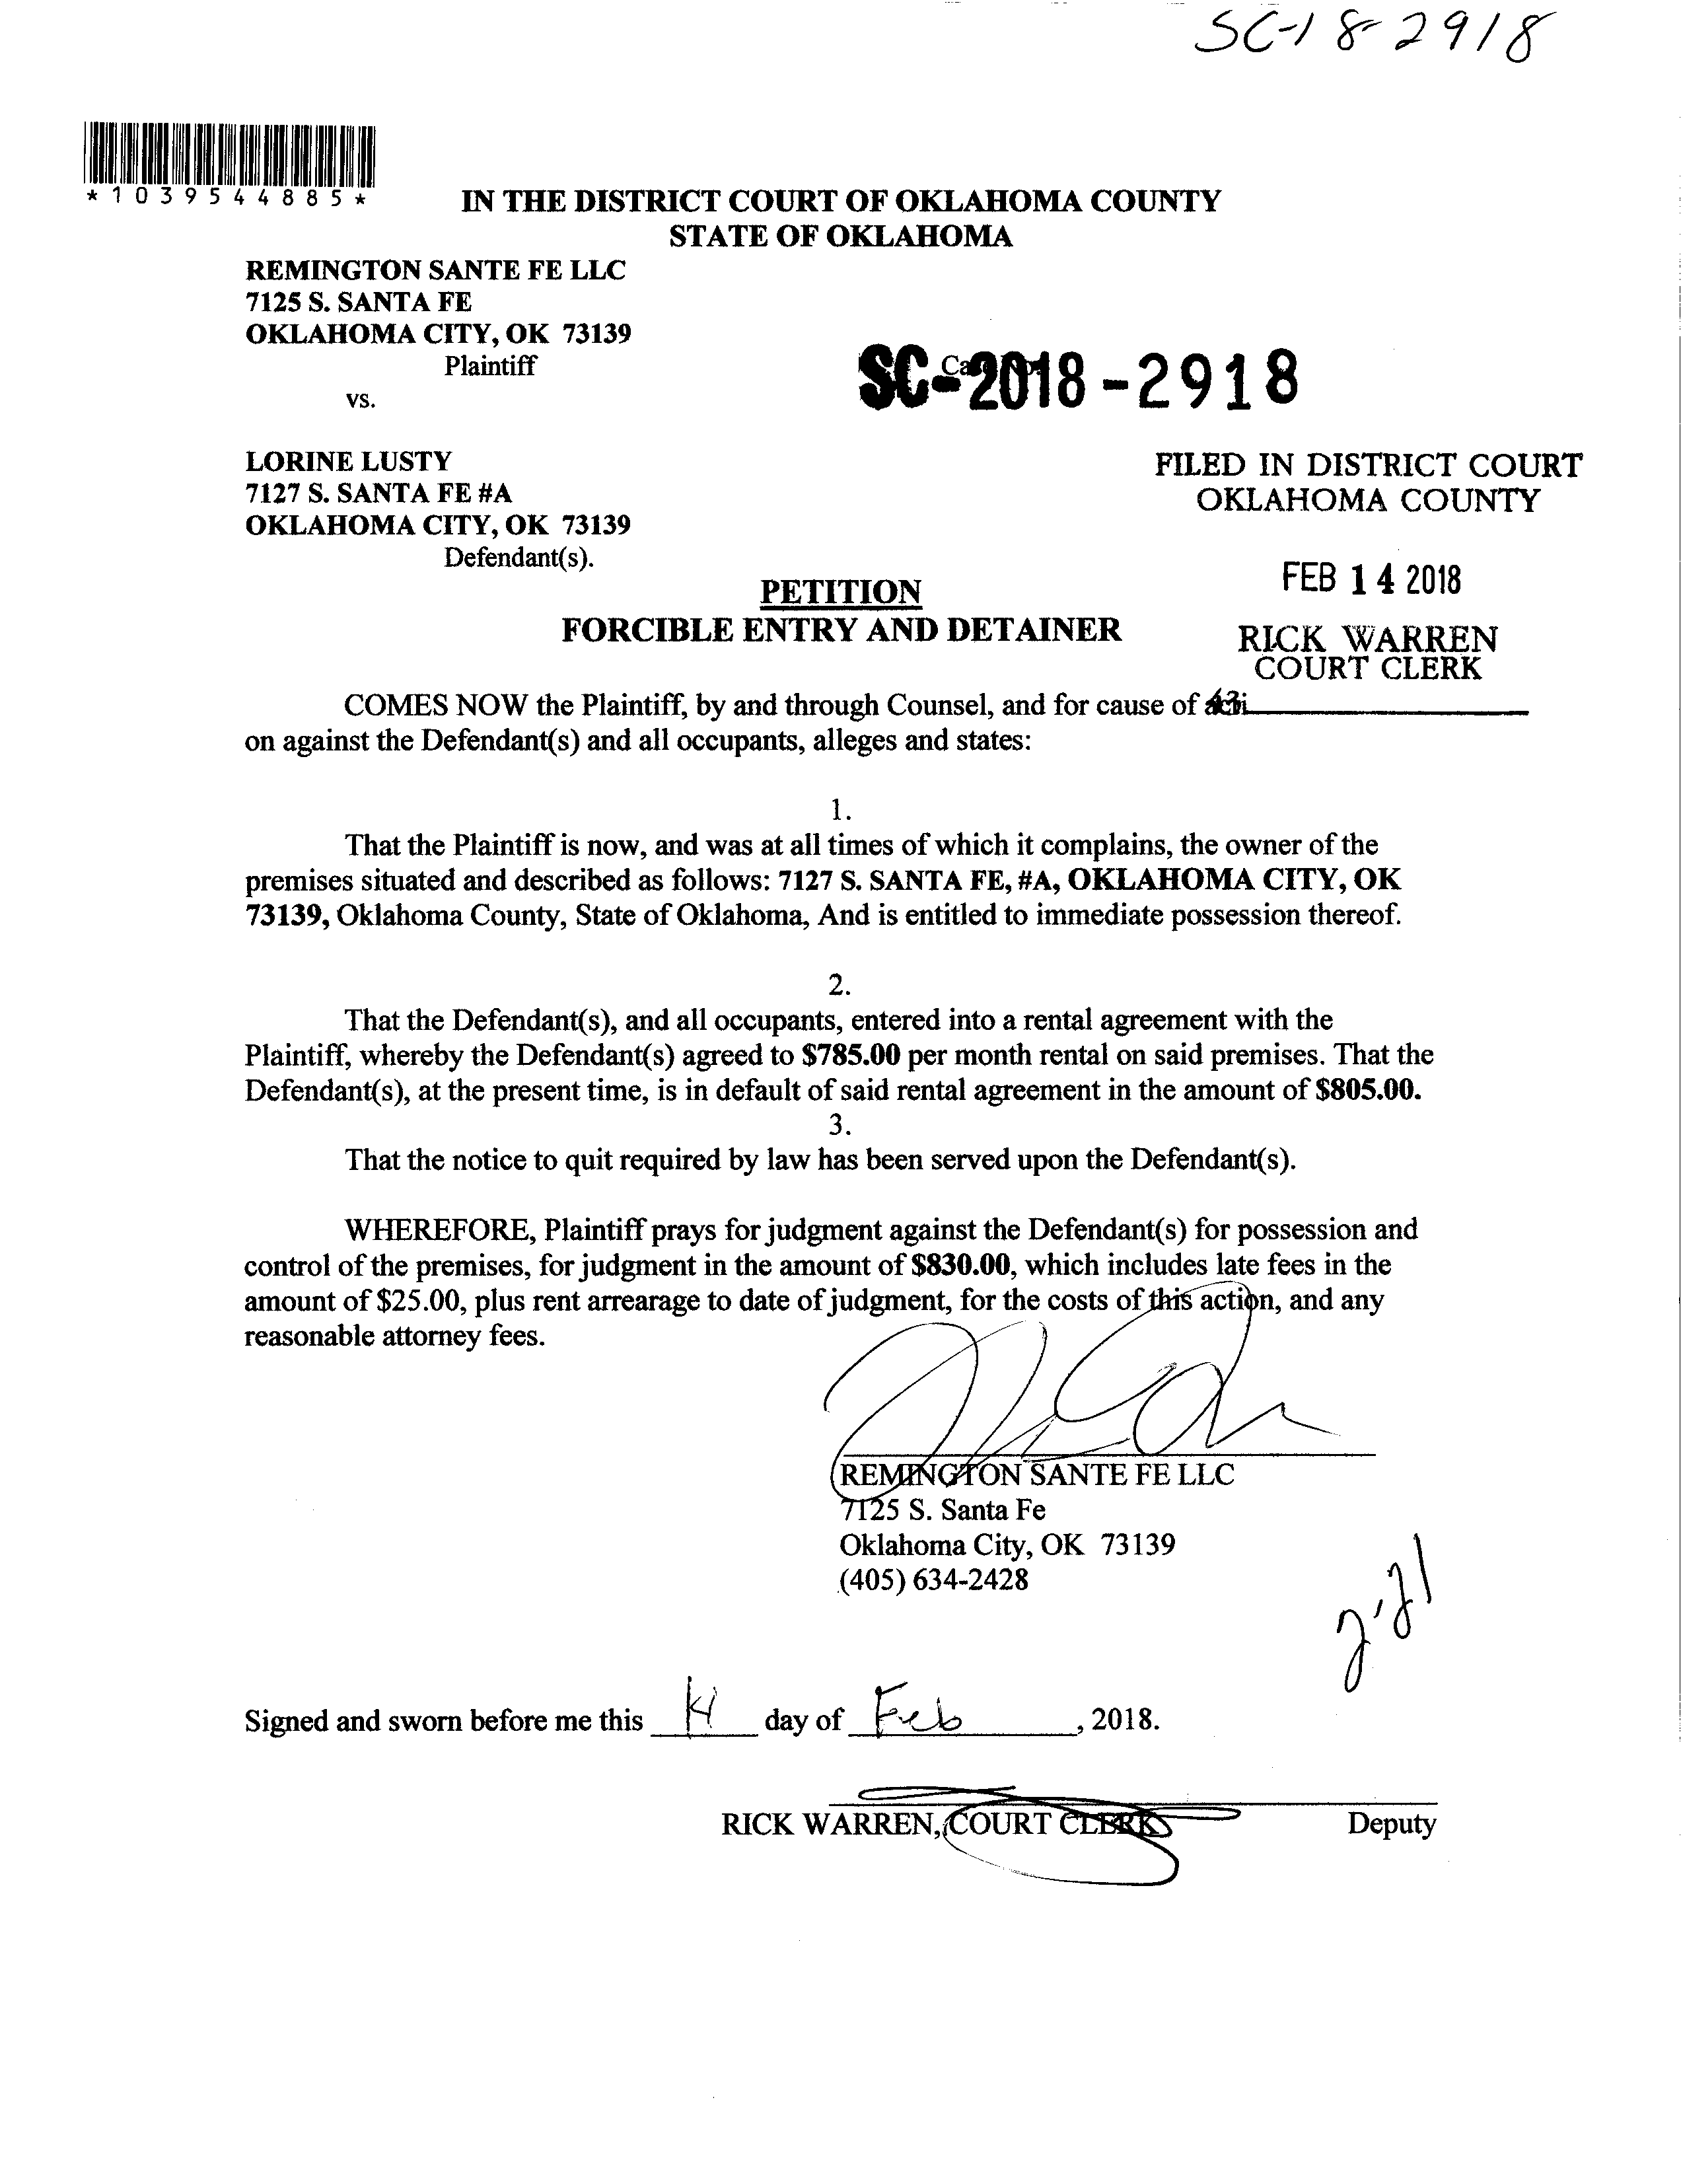 SC-18-2918
*1039544885*
IN THE DISTRICT COURT OF OKLAHOMA COUNTY
STATE OF OKLAHOMA
REMINGTON SANTE FE LLC
7125 S. SANTA FE
OKLAHOMA CITY, OK 73139
Plaintiff
vs.
SC-2018-2918
LORINE LUSTY
7127 S. SANTA FE #A
OKLAHOMA CITY, OK 73139
Defendant(s).
FILED IN DISTRICT COURT
OKLAHOMA COUNTY
FEB 14 2018
RICK WARREN
COURT CLERK
PETITION
FORCIBLE ENTRY AND DETAINER
COMES NOW the Plaintiff, by and through Counsel, and for cause of
on against the Defendant(s) and all occupants, alleges and states:
1.
That the Plaintiff is now, and was at all times of which it complains, the owner of the
premises situated and described as follows: 7127 S. SANTA FE, #A, OKLAHOMA CITY, OK
73139, Oklahoma County, State of Oklahoma, And is entitled to immediate possession thereof.
2.
That the Defendant(s), and all occupants, entered into a rental agreement with the
Plaintiff, whereby the Defendant(s) agreed to $785.00 per month rental on said premises. That the
Defendant(s), at the present time, is in default of said rental agreement in the amount of $805.00.
3.
That the notice to quit required by law has been served upon the Defendant(s).
WHEREFORE, Plaintiff prays for judgment against the Defendant(s) for possession and
control of the premises, for judgment in the amount of $830.00, which includes late fees in the
amount of $25.00, plus rent arrearage to date of judgment, for the costs of this action, and any
reasonable attorney fees.
REMINGTON SANTE FE LLC
7125 S. Santa Fe
Oklahoma City, OK 73139
(405) 634-2428
Signed and sworn before me this 14 day of Feb, 2018.
RICK WARREN, COURT CLERK Deputy